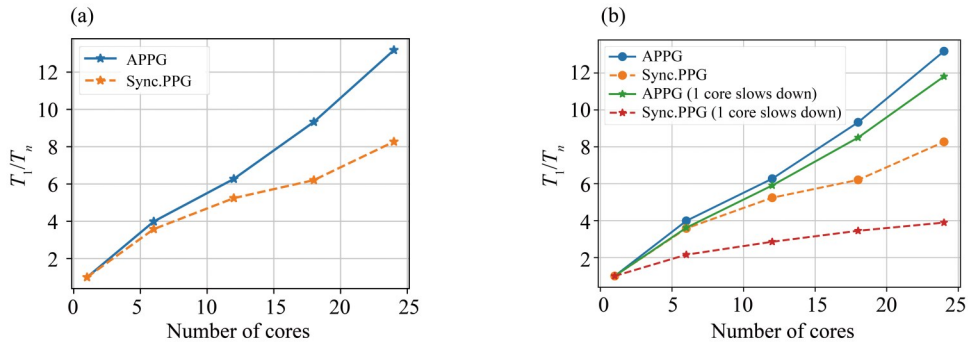 (a)
APPG
Sync.PPG
12
10
8
6
4
2
T1/Tn
0 5 10 15 20 25
Number of cores
(b)
APPG
Sync.PPG
APPG (1 core slows down)
Sync.PPG (1 core slows down)
12
10
8
6
4
2
T1/Tn
0 5 10 15 20 25
Number of cores